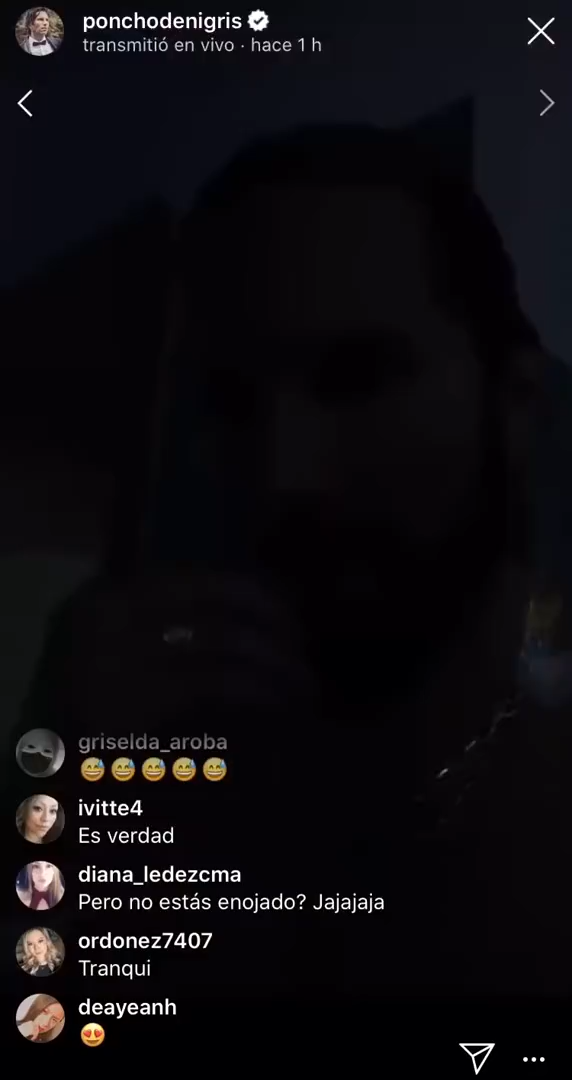 ponchodenigris
transmitió en vivo · hace 1 h
griselda_aroba
😅😅😅😅😅
ivitte4
Es verdad
diana_ledezcma
Pero no estás enojado? Jajajaja
ordonez7407
Tranqui
deayeanh
😍